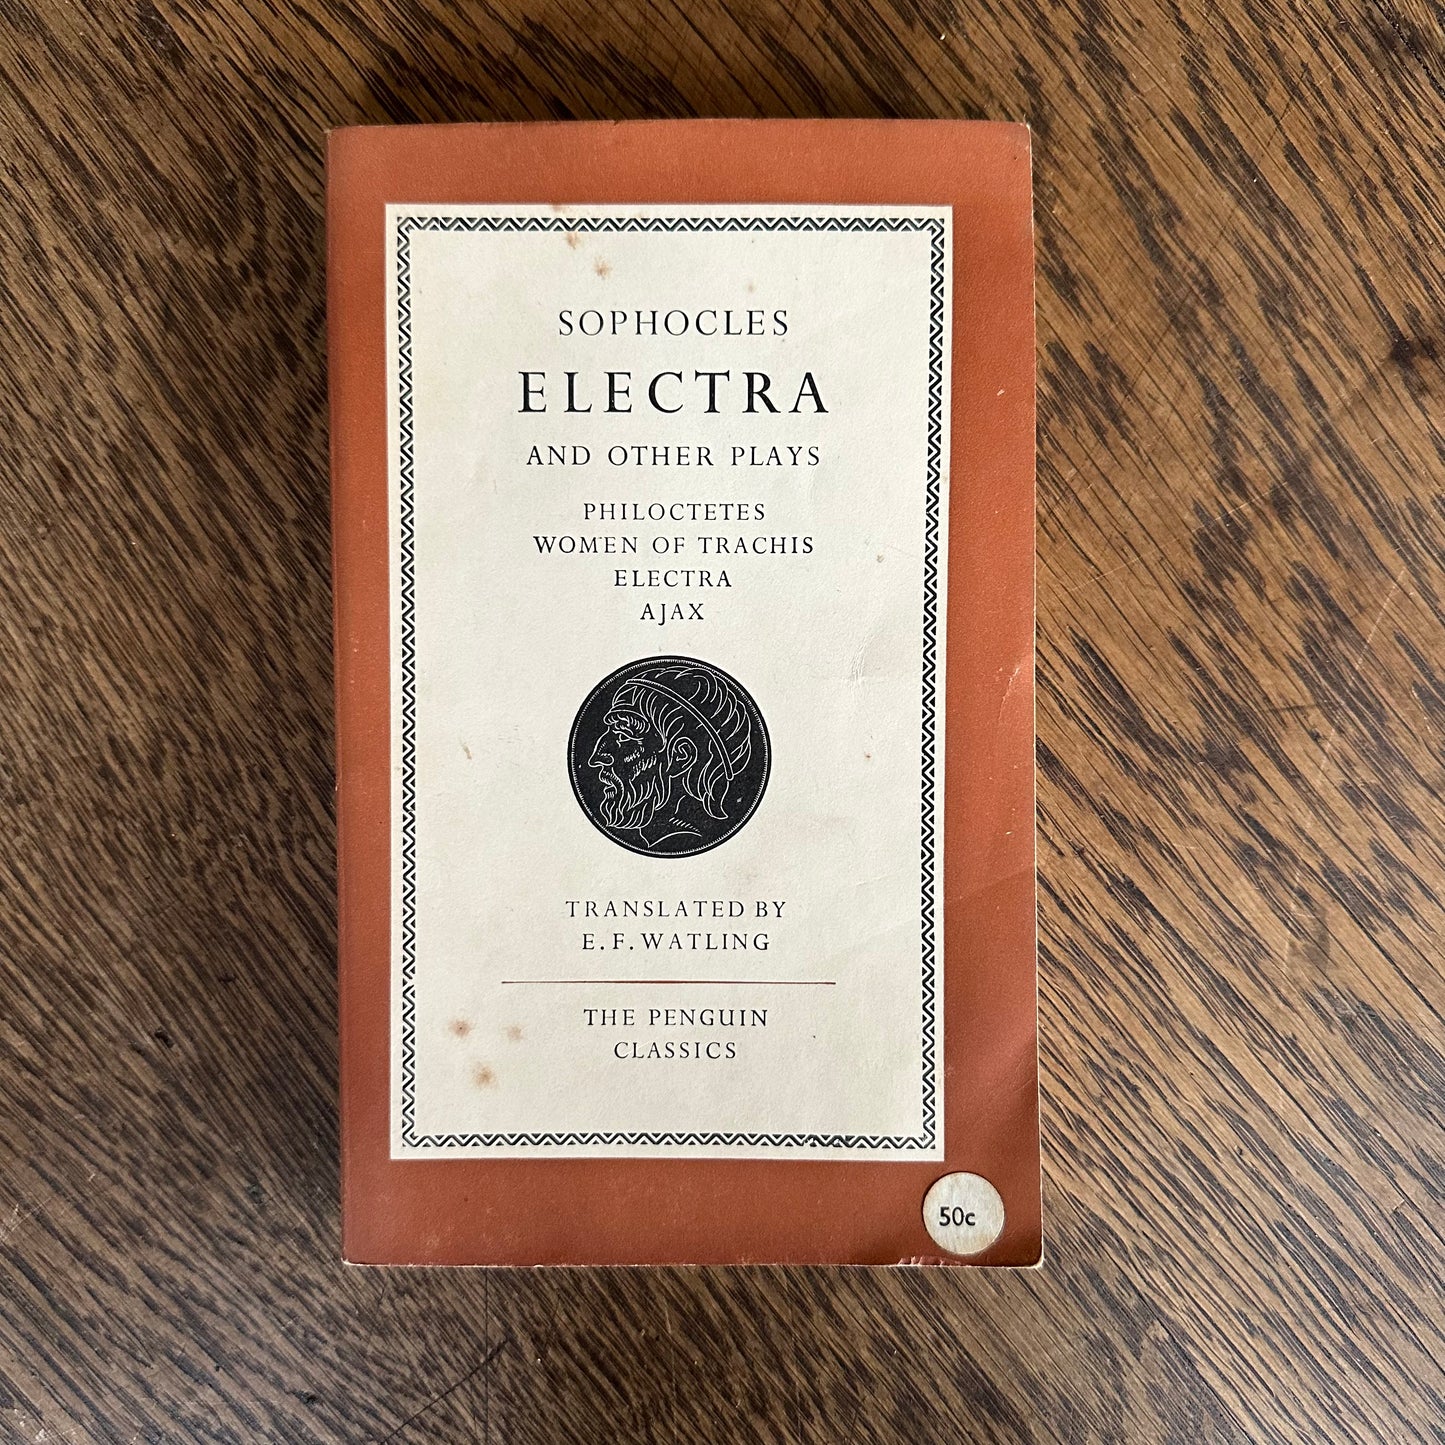 SOPHOCLES
ELECTRA
AND OTHER PLAYS
PHILOCTETES
WOMEN OF TRACHIS
ELECTRA
AJAX
TRANSLATED BY
E. F. WATLING
THE PENGUIN
CLASSICS
50c